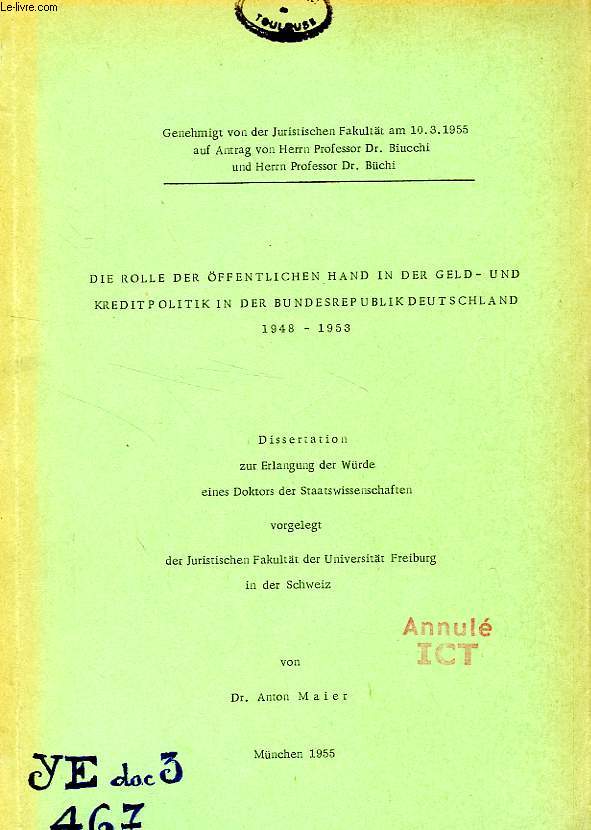 Le-livre.com
TOULOUSE
Genehmigt von der Juristischen Fakultät am 10.3.1955
auf Antrag von Herrn Professor Dr. Biucchi
und Herrn Professor Dr. Büchi
DIE ROLLE DER ÖFFENTLICHEN HAND IN DER GELD- UND
KREDITPOLITIK IN DER BUNDESREPUBLIK DEUTSCHLAND
1948 - 1953
Dissertation
zur Erlangung der Würde
eines Doktors der Staatswissenschaften
vorgelegt
der Juristischen Fakultät der Universität Freiburg
in der Schweiz
Annulé
ICT
von
Dr. Anton Maier
München 1955
YE doc 3
467